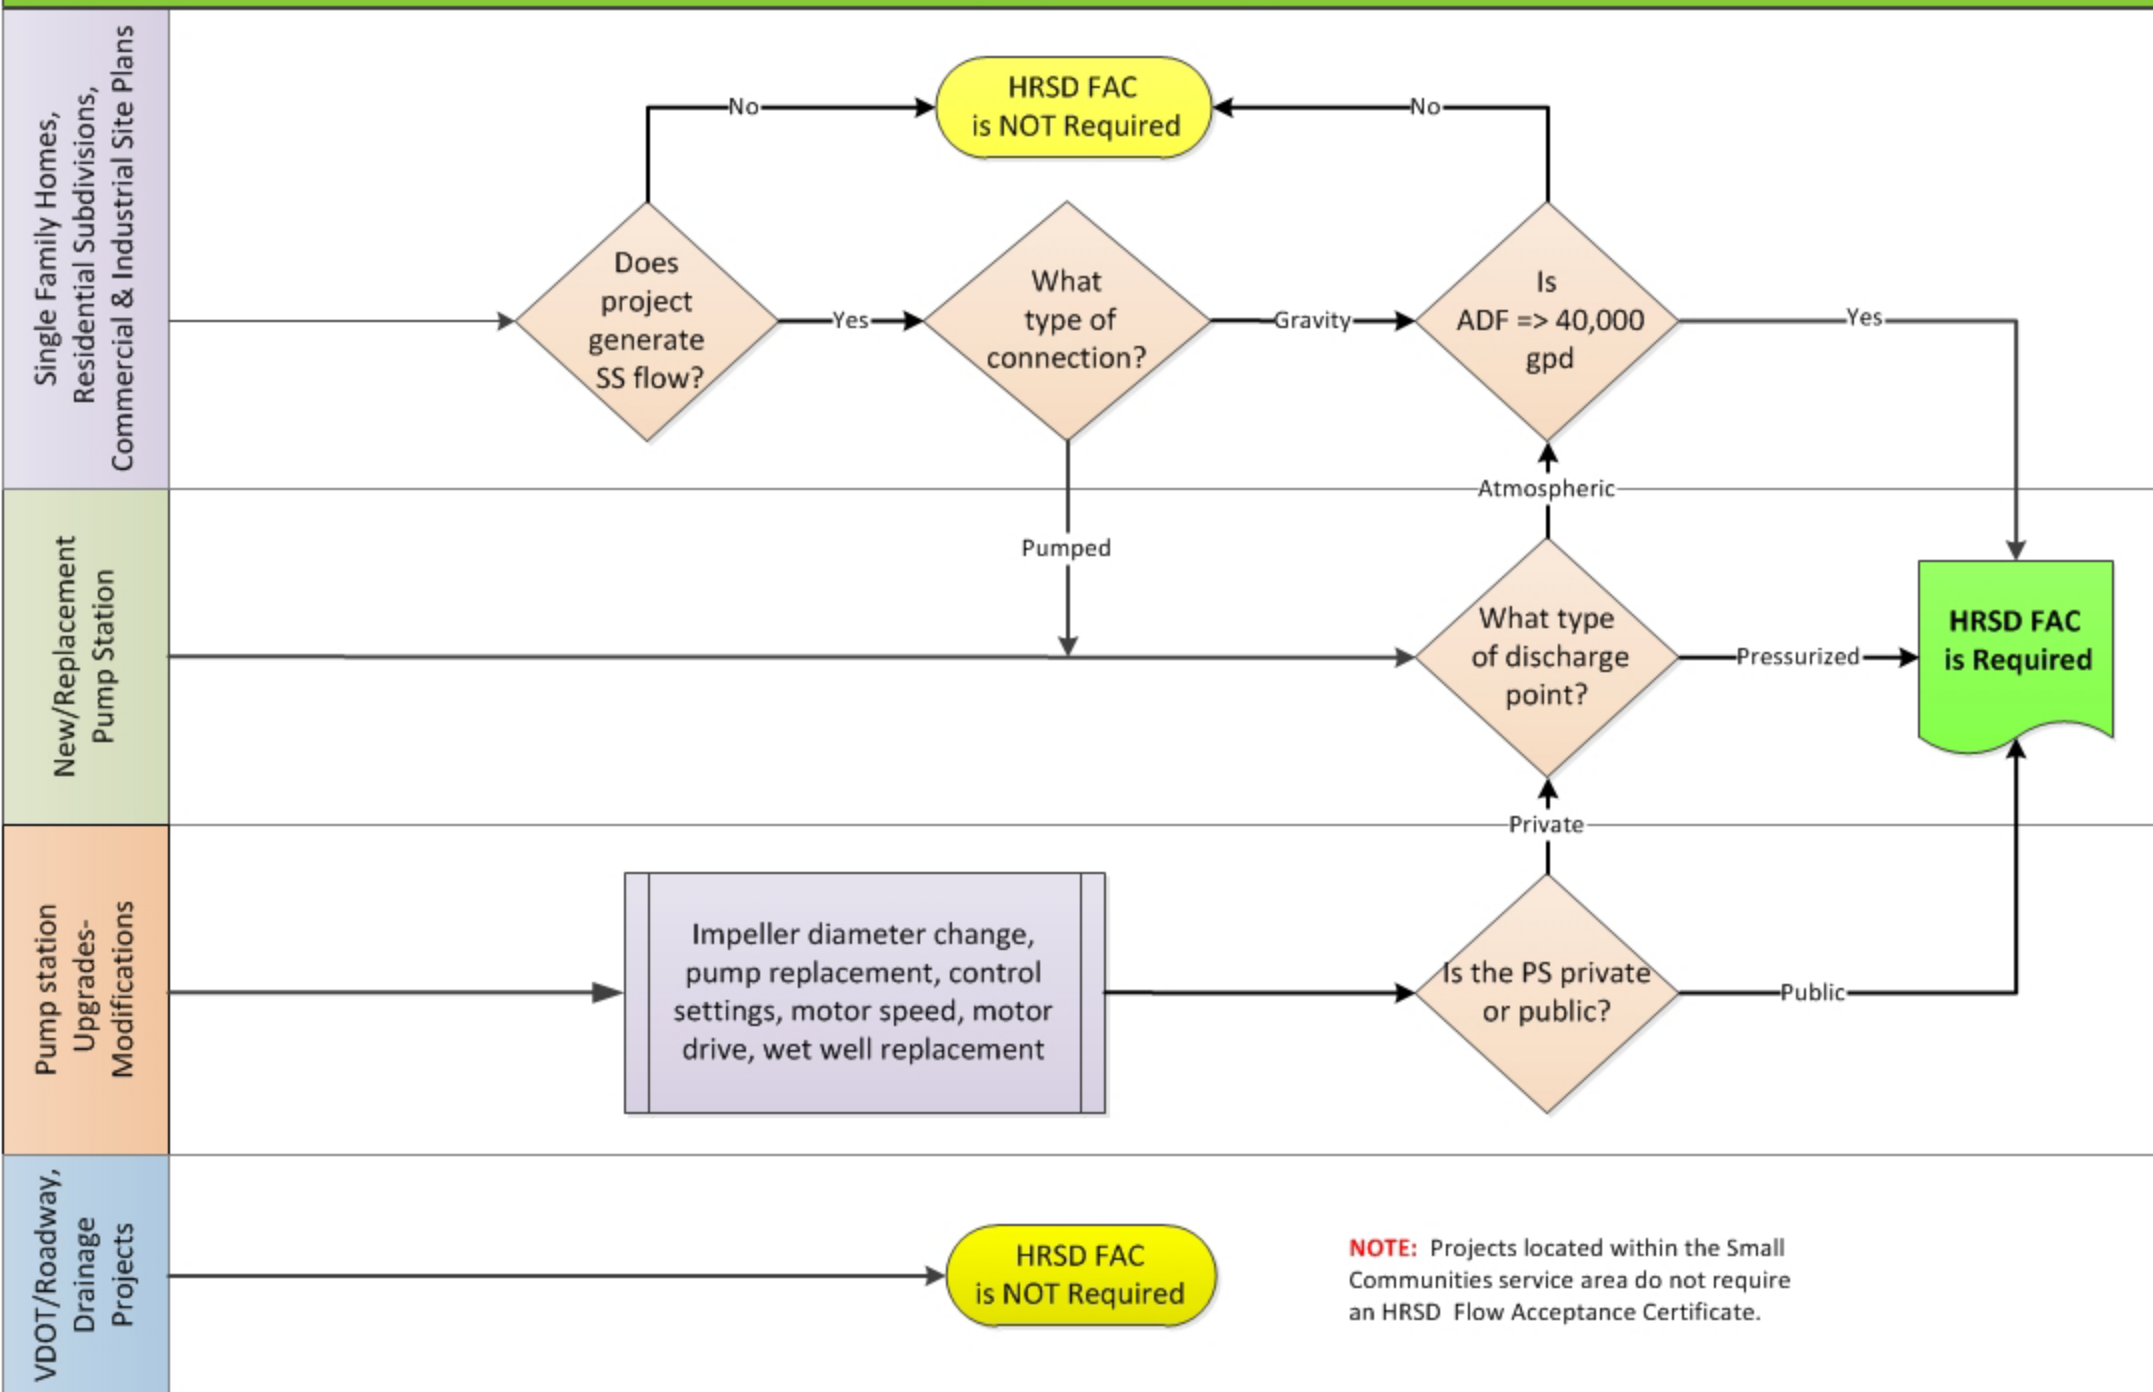 Single Family Homes,
Residential Subdivisions,
Commercial & Industrial Site Plans
HRSD FAC
is NOT Required
No
No
Does
project
generate
SS flow?
Yes
What
type of
connection?
Gravity
Is
ADF => 40,000
gpd
Yes
Atmospheric
Pumped
New/Replacement
Pump Station
What type
of discharge
point?
Pressurized
HRSD FAC
is Required
Private
Pump station
Upgrades-
Modifications
Impeller diameter change,
pump replacement, control
settings, motor speed, motor
drive, wet well replacement
Is the PS private
or public?
Public
VDOT/Roadway,
Drainage
Projects
HRSD FAC
is NOT Required
NOTE: Projects located within the Small
Communities service area do not require
an HRSD Flow Acceptance Certificate.